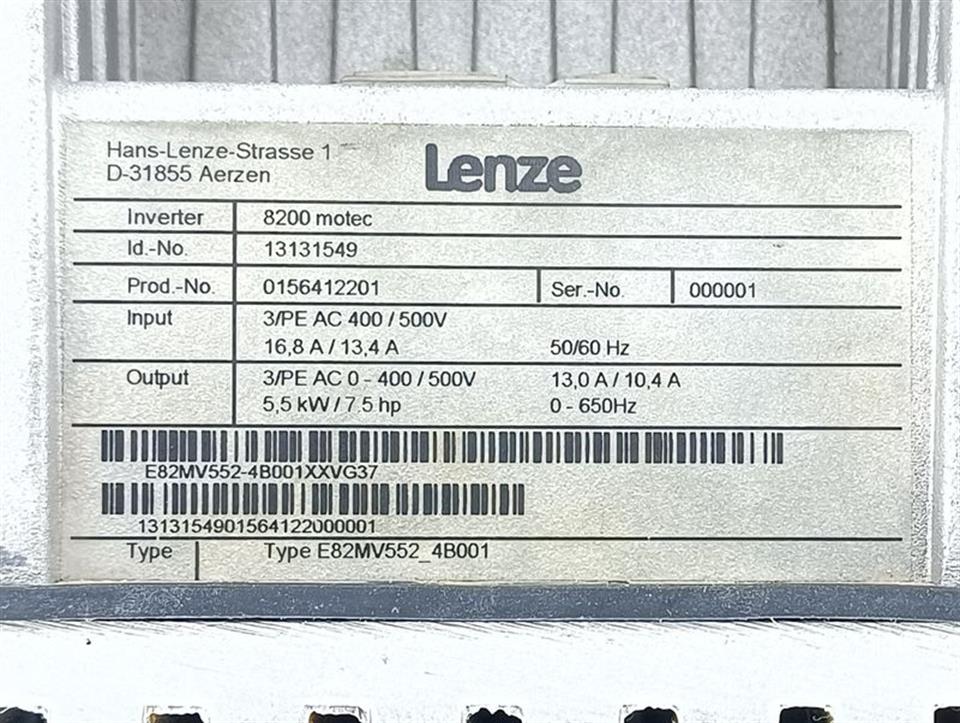 Hans-Lenze-Strasse 1
D-31855 Aerzen
Lenze
Inverter 8200 motec
Id.-No. 13131549
Prod.-No. 0156412201 Ser.-No. 000001
Input 3/PE AC 400 / 500V
16,8 A / 13,4 A 50/60 Hz
Output 3/PE AC 0 - 400 / 500V 13,0 A / 10,4 A
5,5 kW / 7.5 hp 0 - 650Hz
E82MV552-4B001XXVG37
1313154901564122000001
Type Type E82MV552_4B001